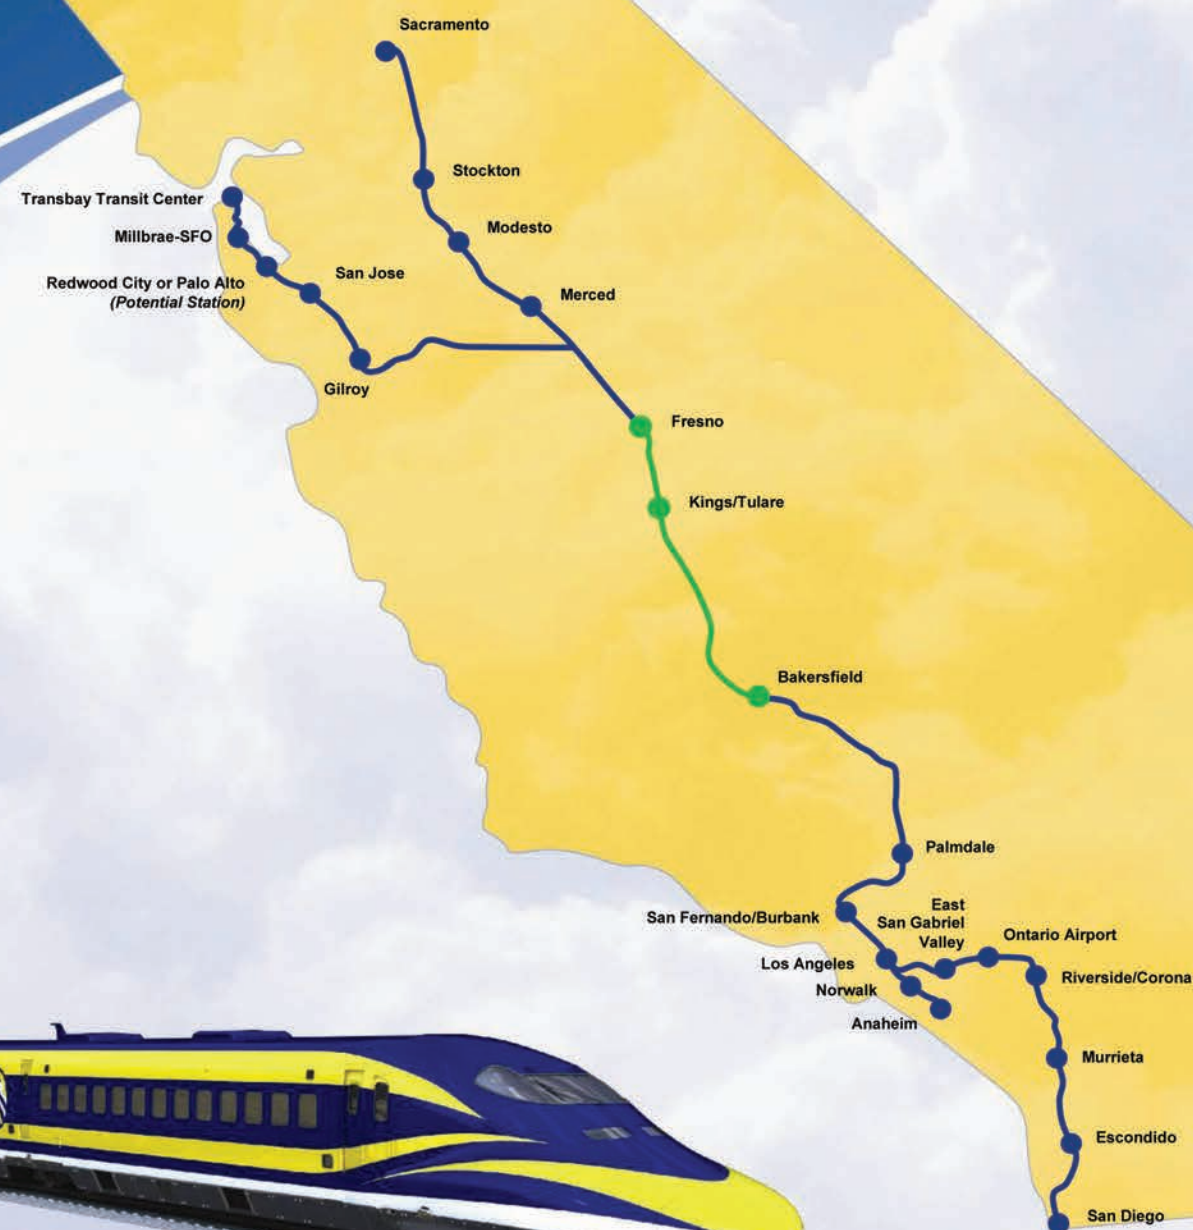 Sacramento
Stockton
Transbay Transit Center
Modesto
Millbrae-SFO
San Jose
Redwood City or Palo Alto
(Potential Station)
Merced
Gilroy
Fresno
Kings/Tulare
Bakersfield
Palmdale
San Fernando/Burbank
East
San Gabriel
Valley
Ontario Airport
Los Angeles
Riverside/Corona
Norwalk
Anaheim
Murrieta
Escondido
San Diego